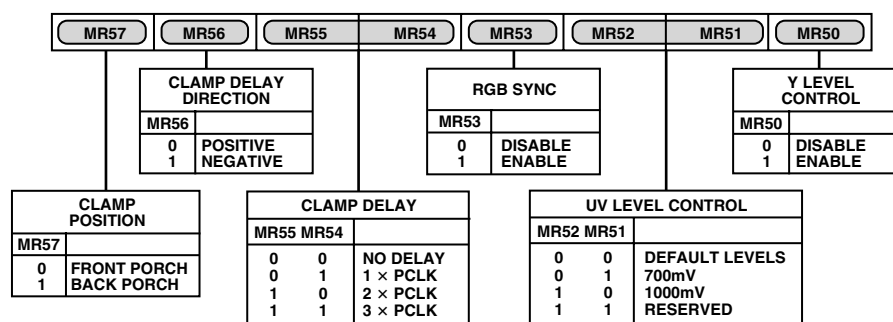 MR57 MR56 MR55 MR54 MR53 MR52 MR51 MR50
CLAMP DELAY
DIRECTION
MR56
0 POSITIVE
1 NEGATIVE
RGB SYNC
MR53
0 DISABLE
1 ENABLE
Y LEVEL
CONTROL
MR50
0 DISABLE
1 ENABLE
CLAMP
POSITION
MR57
0 FRONT PORCH
1 BACK PORCH
CLAMP DELAY
MR55 MR54
0 0 NO DELAY
0 1 1 × PCLK
1 0 2 × PCLK
1 1 3 × PCLK
UV LEVEL CONTROL
MR52 MR51
0 0 DEFAULT LEVELS
0 1 700mV
1 0 1000mV
1 1 RESERVED